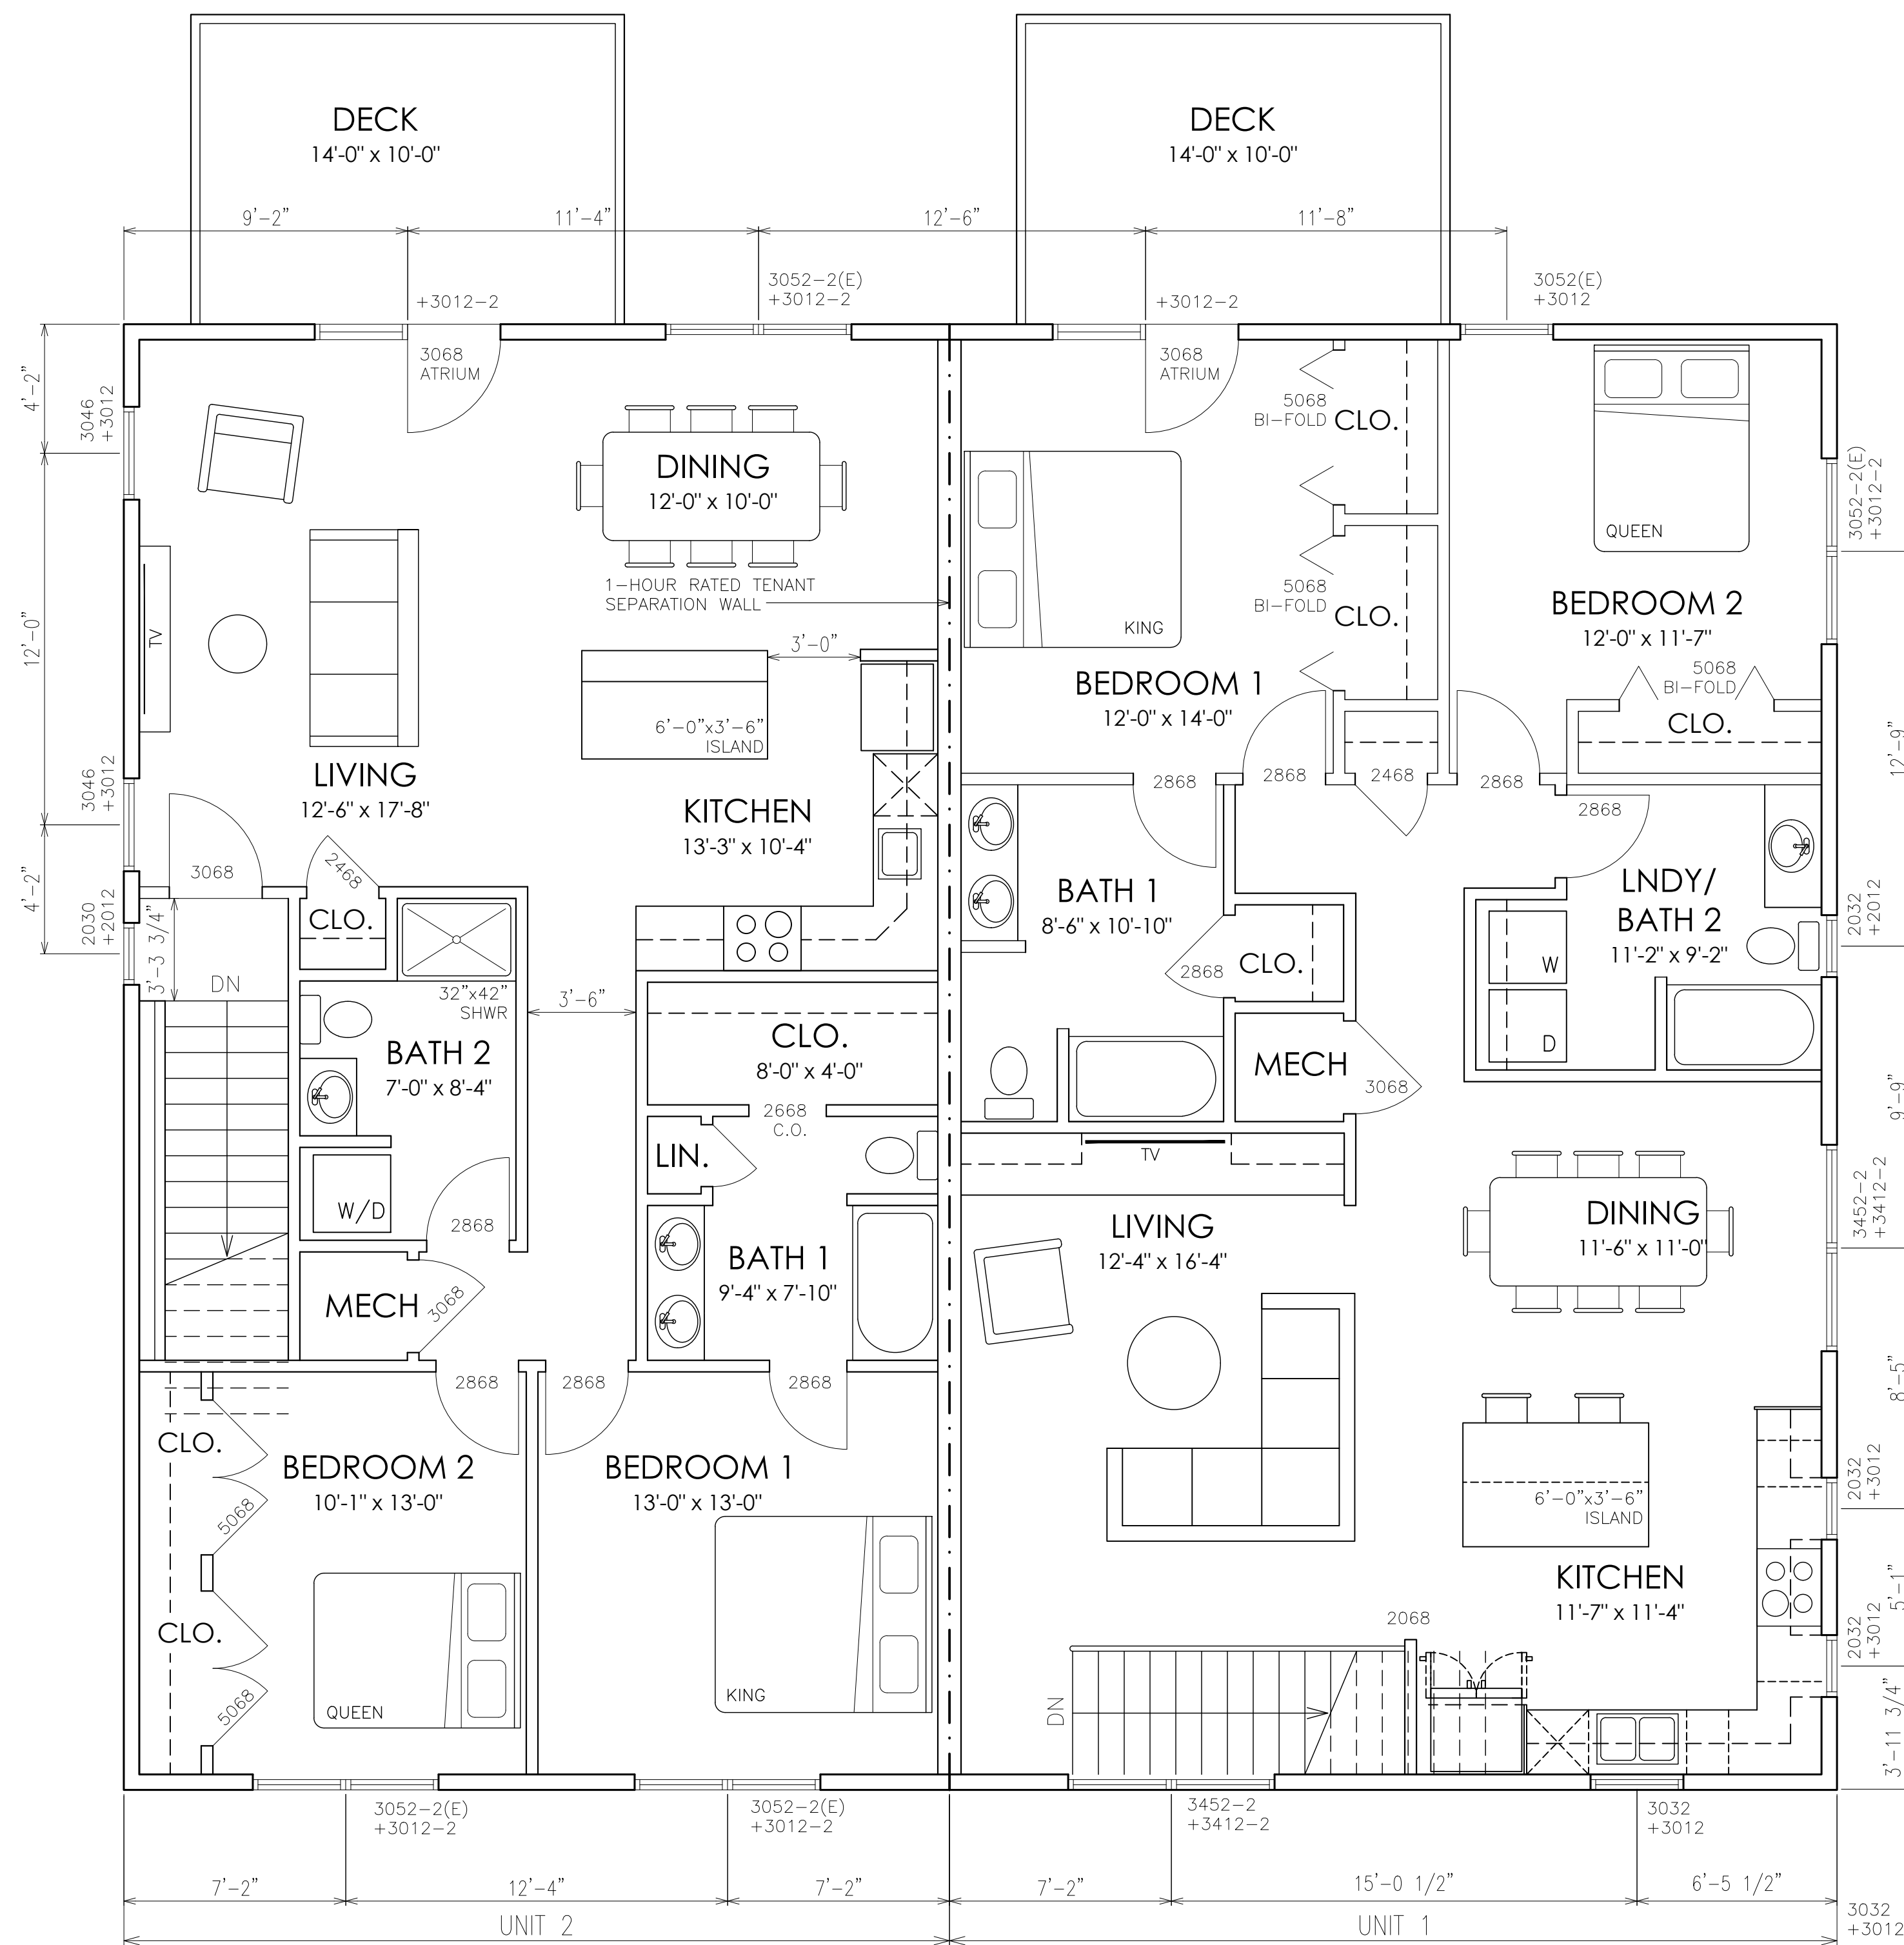 DECK
14'-0" x 10'-0"
DECK
14'-0" x 10'-0"
9'-2"
11'-4"
12'-6"
11'-8"
+3012-2
3052-2(E)
+3012-2
+3012-2
3052(E)
+3012
4'-2"
3046
+3012
3068
ATRIUM
3068
ATRIUM
5068
BI-FOLD
CLO.
DINING
12'-0" x 10'-0"
1-HOUR RATED TENANT
SEPARATION WALL
QUEEN
3052-2(E)
+3012-2
12'-0"
TV
3'-0"
KING
5068
BI-FOLD
CLO.
BEDROOM 2
12'-0" x 11'-7"
5068
BI-FOLD
CLO.
6'-0"x3'-6"
ISLAND
BEDROOM 1
12'-0" x 14'-0"
12'-9"
3046
+3012
LIVING
12'-6" x 17'-8"
KITCHEN
13'-3" x 10'-4"
2868
2868
2468
2868
2868
4'-2"
3068
2468
2030
+2012
3'-3 3/4"
CLO.
BATH 1
8'-6" x 10'-10"
LNDY/
BATH 2
11'-2" x 9'-2"
2032
+2012
2868
CLO.
W
D
DN
32"x42"
SHWR
3'-6"
BATH 2
7'-0" x 8'-4"
CLO.
8'-0" x 4'-0"
MECH
3068
9'-9"
2668
C.O.
LIN.
TV
W/D
2868
LIVING
12'-4" x 16'-4"
DINING
11'-6" x 11'-0"
3452-2
+3412-2
BATH 1
9'-4" x 7'-10"
MECH
3068
2868
2868
2868
8'-5"
CLO.
BEDROOM 2
10'-1" x 13'-0"
BEDROOM 1
13'-0" x 13'-0"
5068
6'-0"x3'-6"
ISLAND
2032
+3012
KITCHEN
11'-7" x 11'-4"
5'-1"
CLO.
5068
QUEEN
KING
2068
2032
+3012
DN
3'-11 3/4"
3052-2(E)
+3012-2
3052-2(E)
+3012-2
3452-2
+3412-2
3032
+3012
7'-2"
12'-4"
7'-2"
7'-2"
15'-0 1/2"
6'-5 1/2"
UNIT 2
UNIT 1
3032
+3012